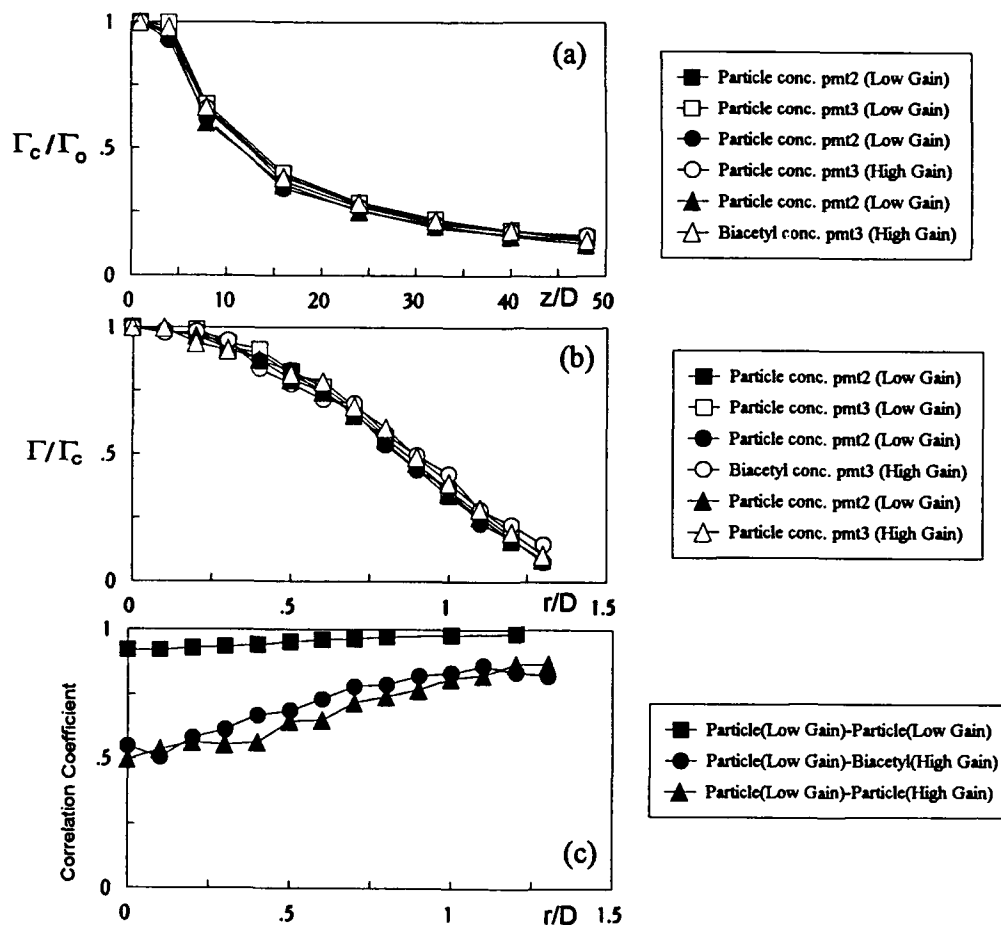 1
(a)
Γc/Γo
.5
0
0 10 20 30 z/D 40 50
Particle conc. pmt2 (Low Gain)
Particle conc. pmt3 (Low Gain)
Particle conc. pmt2 (Low Gain)
Particle conc. pmt3 (High Gain)
Particle conc. pmt2 (Low Gain)
Biacetyl conc. pmt3 (High Gain)
1
(b)
Γ/Γc
.5
0
0 .5 1 r/D 1.5
Particle conc. pmt2 (Low Gain)
Particle conc. pmt3 (Low Gain)
Particle conc. pmt2 (Low Gain)
Biacetyl conc. pmt3 (High Gain)
Particle conc. pmt2 (Low Gain)
Particle conc. pmt3 (High Gain)
1
Correlation Coefficient
.5
0
(c)
0 .5 1 r/D 1.5
Particle(Low Gain)-Particle(Low Gain)
Particle(Low Gain)-Biacetyl(High Gain)
Particle(Low Gain)-Particle(High Gain)